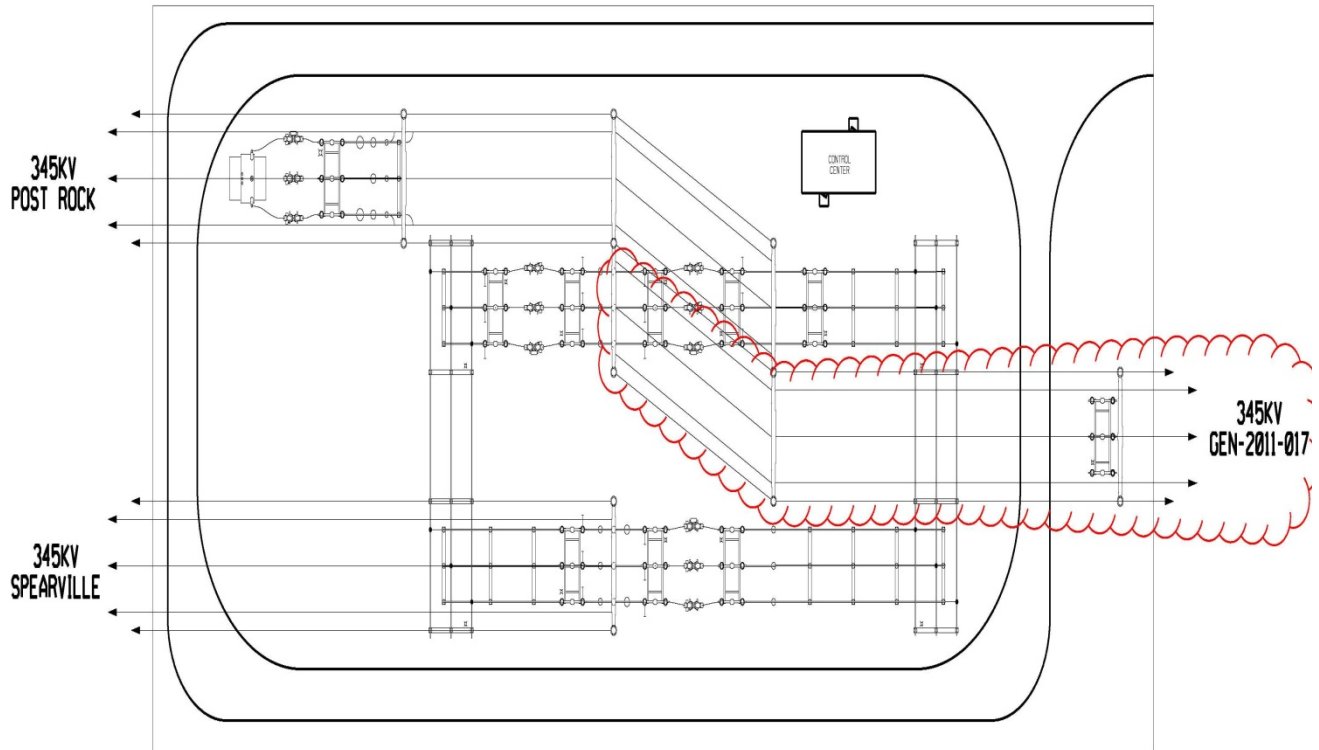 345KV
POST ROCK
CONTROL
CENTER
345KV
GEN-2011-017
345KV
SPEARVILLE